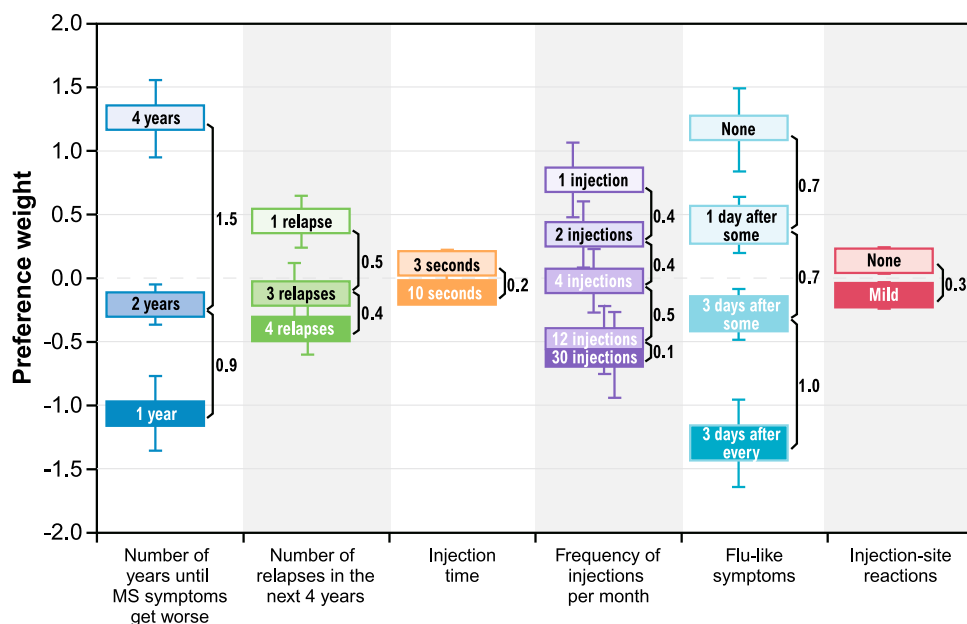 2.0
1.5
1.0
0.5
0.0
-0.5
-1.0
-1.5
-2.0
Preference weight
4 years
2 years
1 year
1.5
0.9
1 relapse
3 relapses
4 relapses
0.5
0.4
3 seconds
10 seconds
0.2
1 injection
2 injections
4 injections
12 injections
30 injections
0.4
0.4
0.5
0.1
None
1 day after
some
3 days after
some
3 days after
every
0.7
0.7
1.0
None
Mild
0.3
Number of
years until
MS symptoms
get worse
Number of
relapses in the
next 4 years
Injection
time
Frequency of
injections
per month
Flu-like
symptoms
Injection-site
reactions